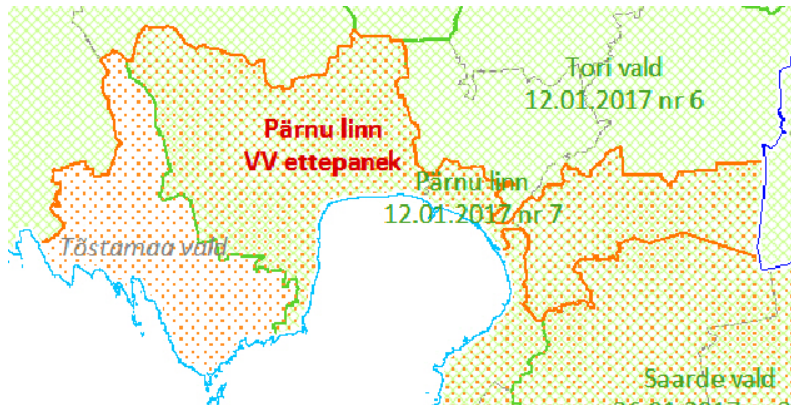 Tori vald
12.01.2017 nr 6
Pärnu linn
VV ettepanek
Pärnu linn
12.01.2017 nr 7
Tõstamaa vald
Saarde vald